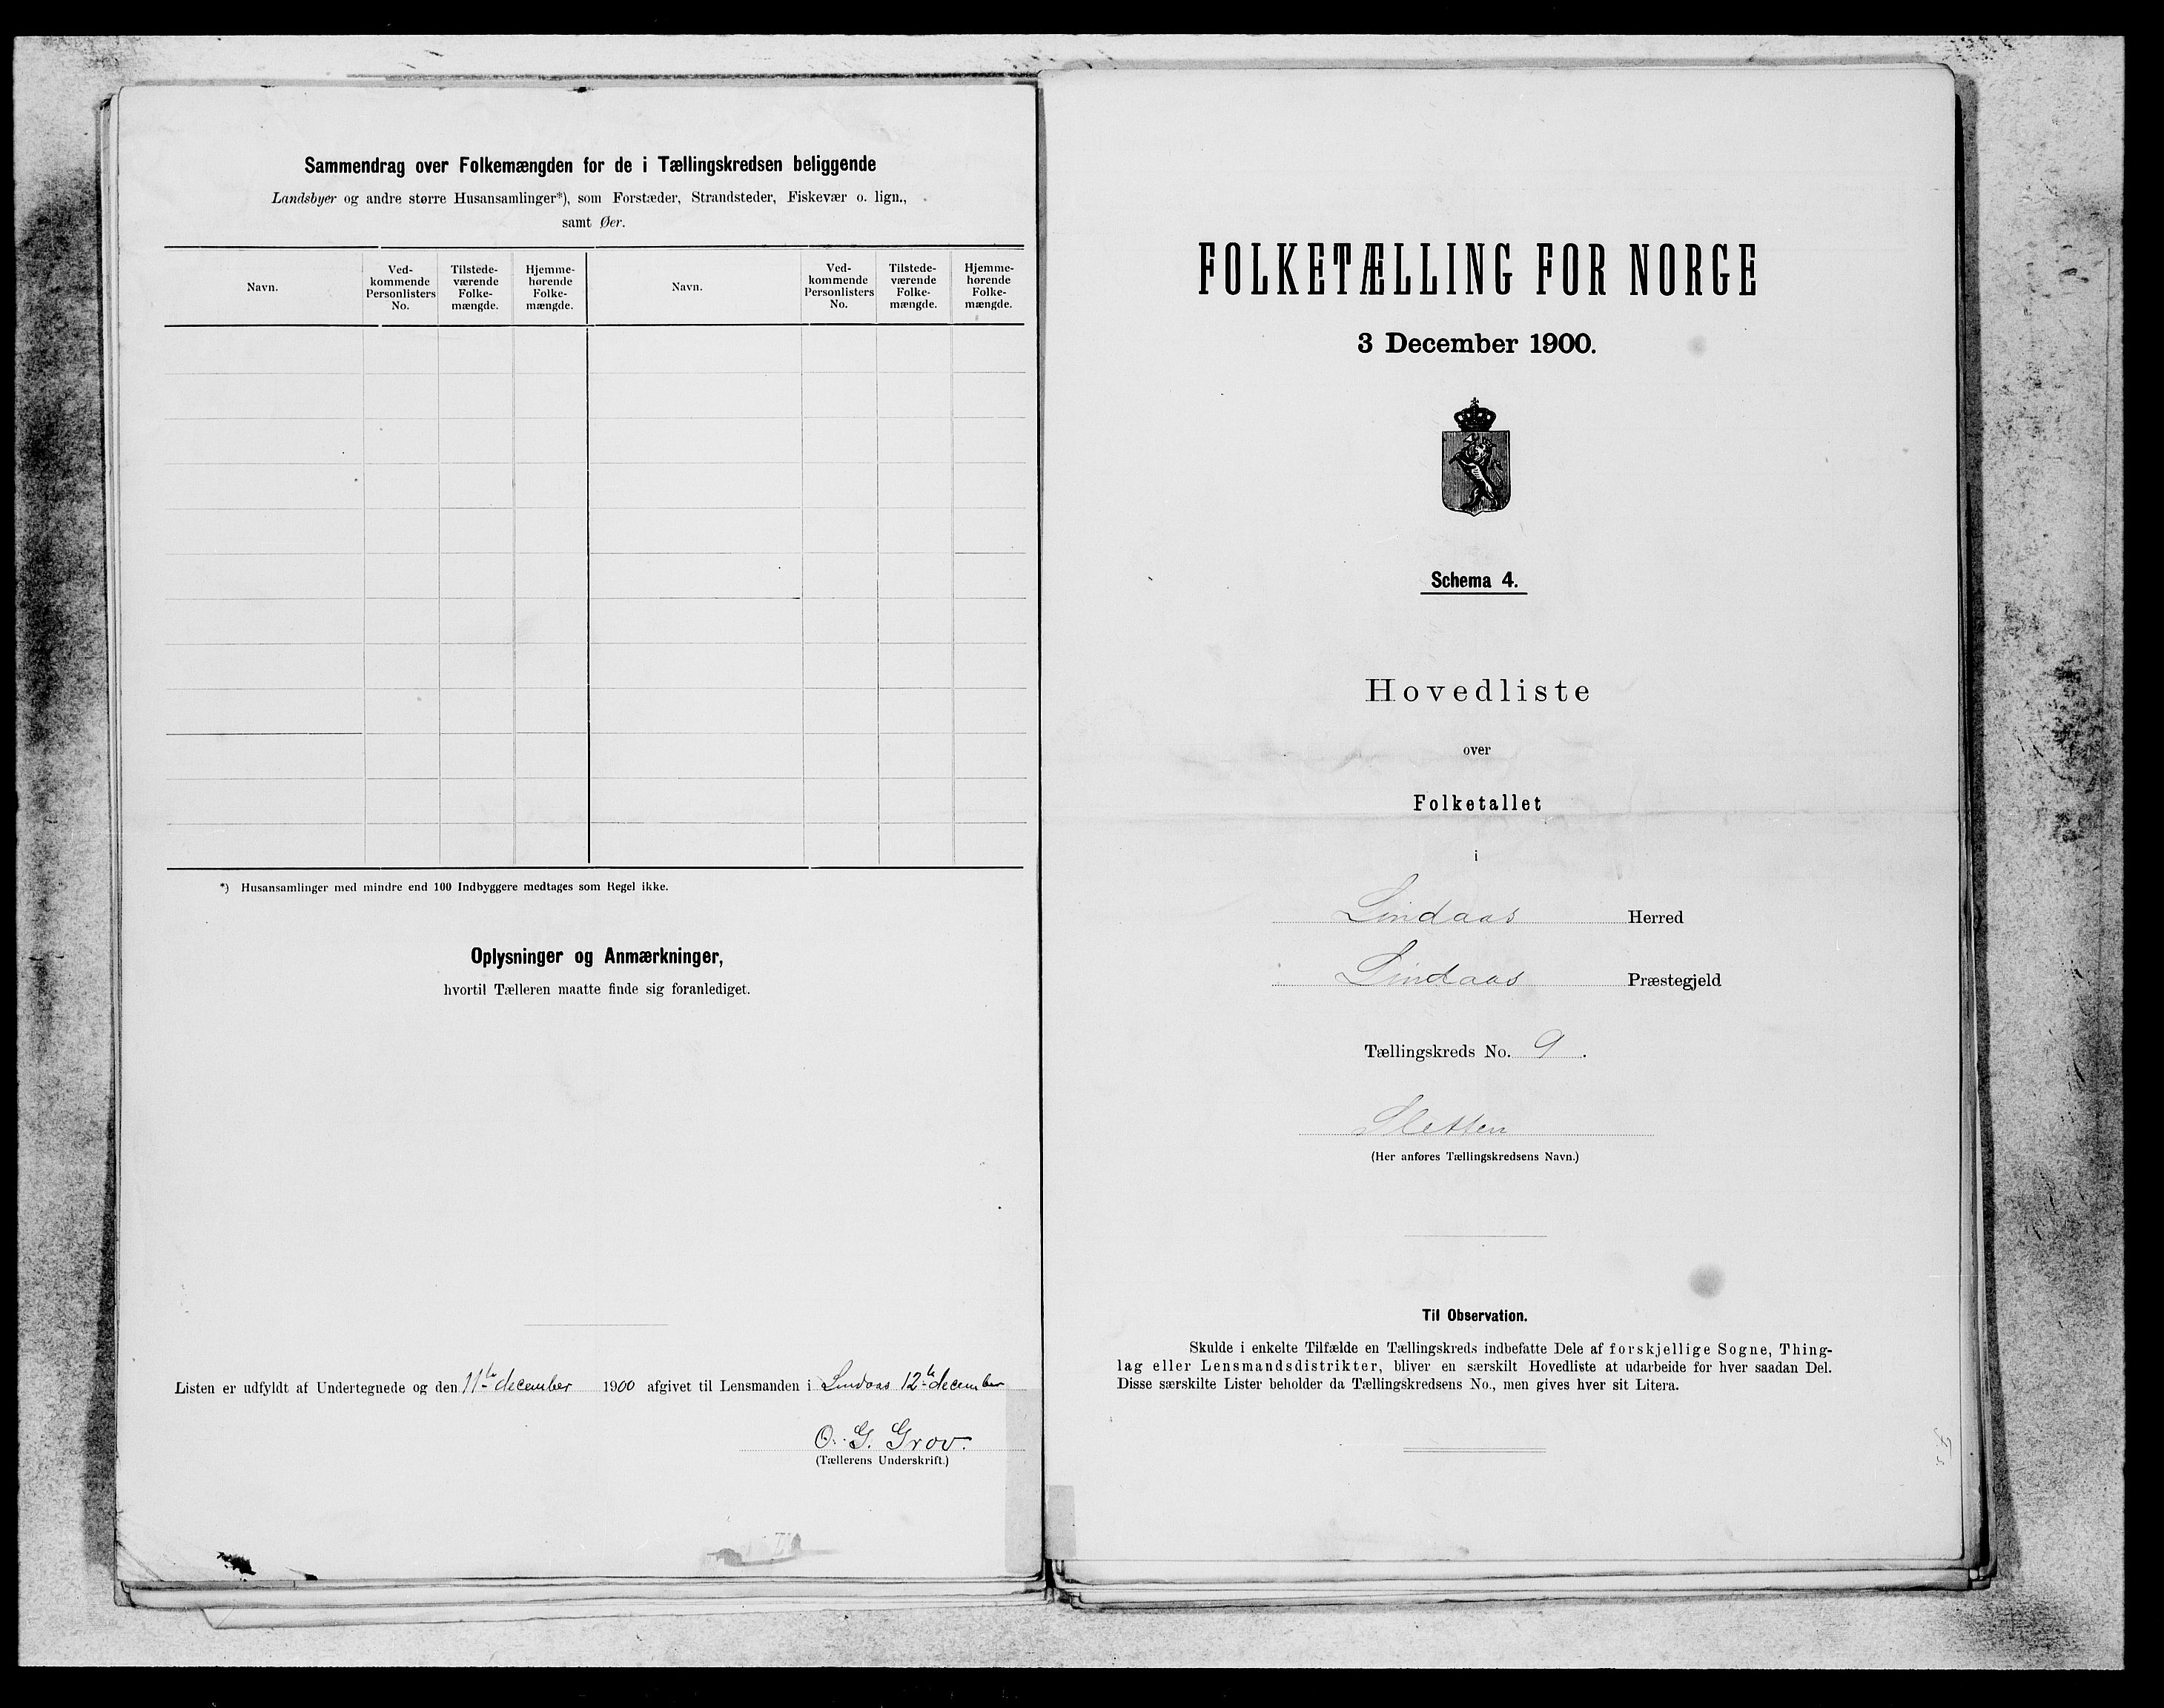 Sammendrag over Folkemængden for de i Tællingskredsen beliggende
Landsbyer og andre større Husansamlinger*), som Forstæder, Strandsteder, Fiskevær o. lign.,
samt Øer.
Navn.
Ved-
kommende
Personlisters
No.
Tilstede-
værende
Folke-
mængde.
Hjemme-
hørende
Folke-
mængde.
Navn.
Ved-
kommende
Personlisters
No.
Tilstede-
værende
Folke-
mængde.
Hjemme-
hørende
Folke-
mængde.
*) Husansamlinger med mindre end 100 Indbyggere medtages som Regel ikke.
Oplysninger og Anmærkninger,
hvortil Tælleren maatte finde sig foranlediget.
Listen er udfyldt af Undertegnede og den 11te december 1900 afgivet til Lensmanden i Lindaas 12te december
O. G. Grov.
(Tællerens Underskrift.)
FOLKETÆLLING FOR NORGE
3 December 1900.
Schema 4.
Hovedliste
over
Folketallet
i
Lindaas Herred
Lindaas Præstegjeld
Tællingskreds No. 9.
Sletten
(Her anføres Tællingskredsens Navn.)
Til Observation.
Skulde i enkelte Tilfælde en Tællingskreds indbefatte Dele af forskjellige Sogne, Thing-
lag eller Lensmandsdistrikter, bliver en særskilt Hovedliste at udarbeide for hver saadan Del.
Disse særskilte Lister beholder da Tællingskredsens No., men gives hver sit Litera.